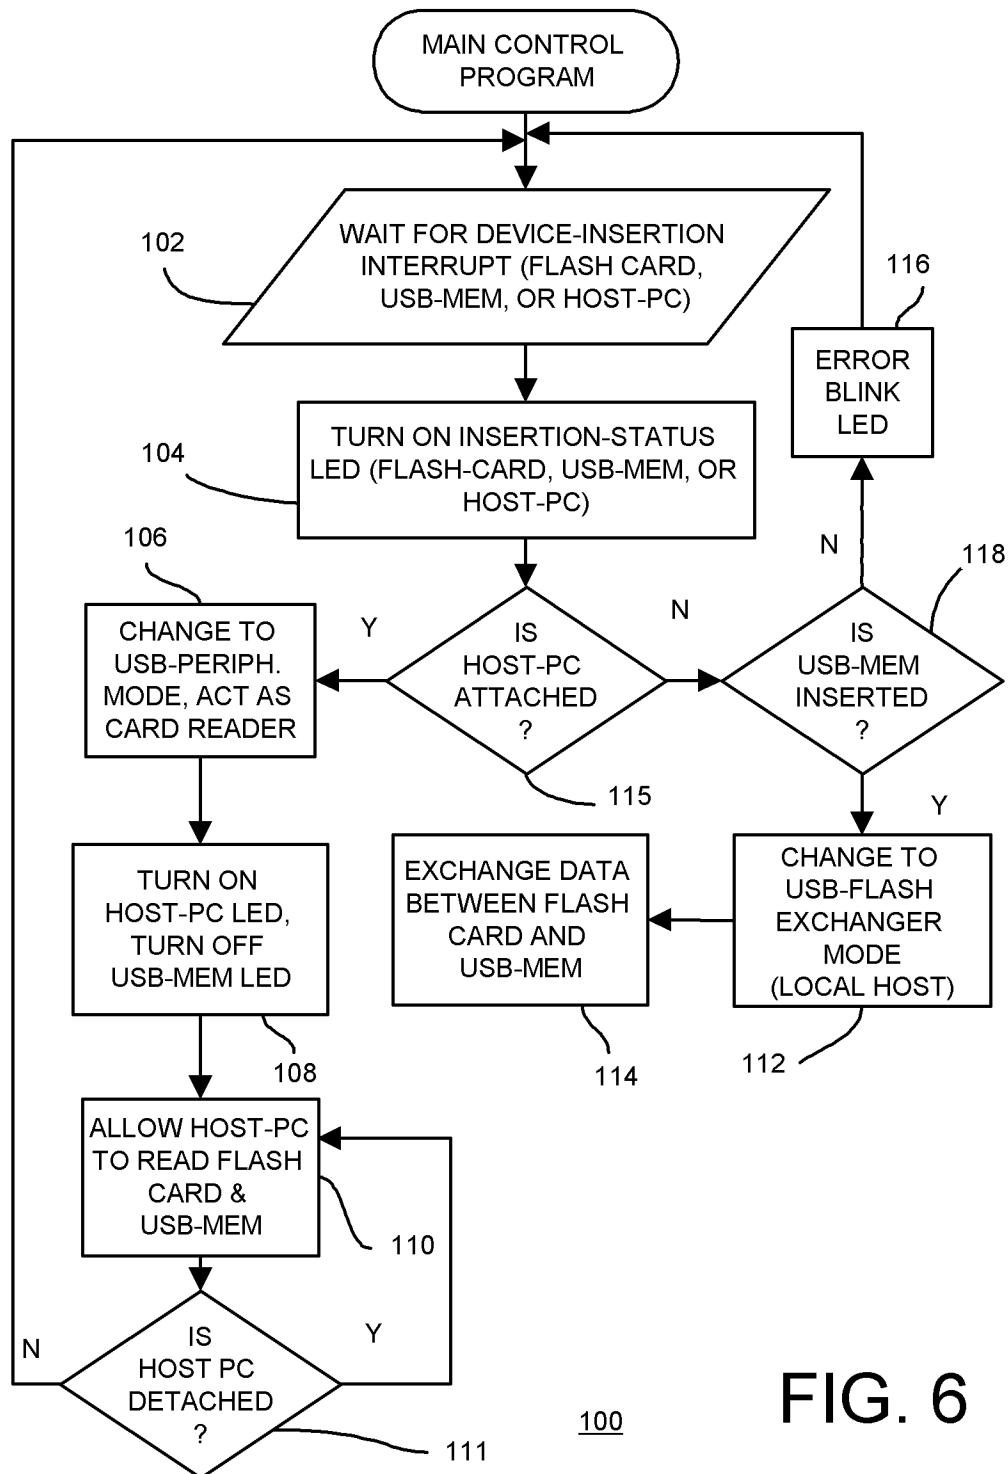 MAIN CONTROL
PROGRAM
WAIT FOR DEVICE-INSERTION
INTERRUPT (FLASH CARD,
USB-MEM, OR HOST-PC)
102
116
ERROR
BLINK
LED
TURN ON INSERTION-STATUS
LED (FLASH-CARD, USB-MEM, OR
HOST-PC)
104
106
N
118
Y
N
CHANGE TO
USB-PERIPH.
MODE, ACT AS
CARD READER
IS
HOST-PC
ATTACHED
?
IS
USB-MEM
INSERTED
?
115
Y
TURN ON
HOST-PC LED,
TURN OFF
USB-MEM LED
EXCHANGE DATA
BETWEEN FLASH
CARD AND
USB-MEM
CHANGE TO
USB-FLASH
EXCHANGER
MODE
(LOCAL HOST)
108
114
112
ALLOW HOST-PC
TO READ FLASH
CARD &
USB-MEM
110
N
IS
HOST PC
DETACHED
?
Y
111
100
FIG. 6